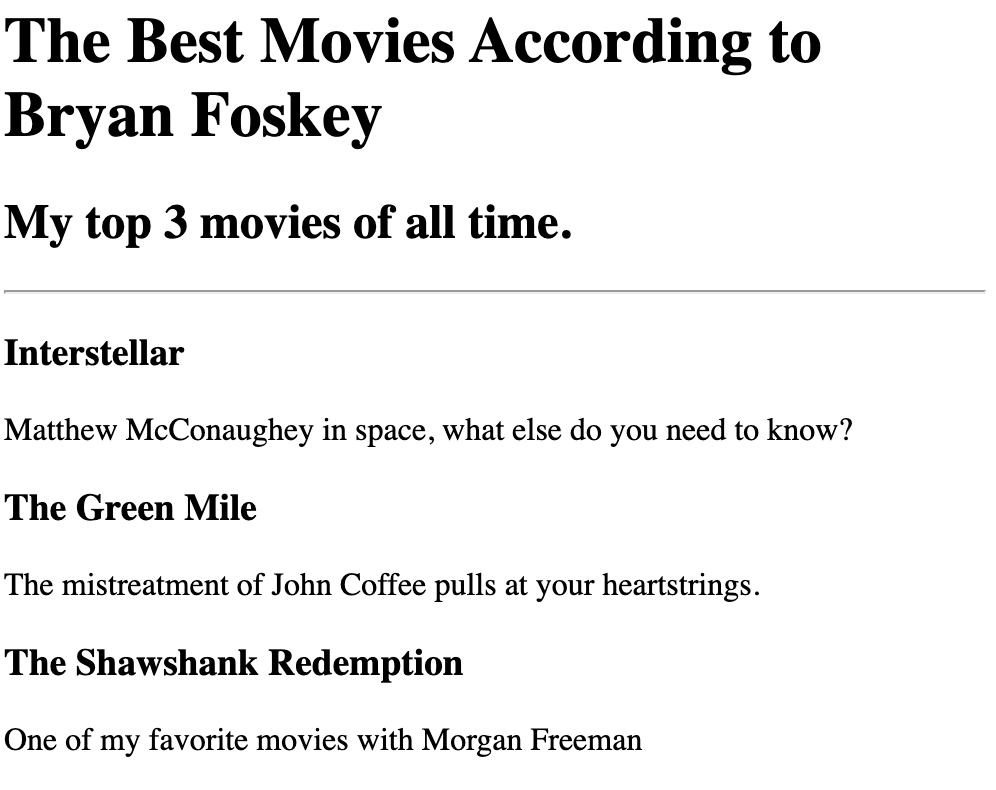 The Best Movies According to
Bryan Foskey
My top 3 movies of all time.
Interstellar
Matthew McConaughey in space, what else do you need to know?
The Green Mile
The mistreatment of John Coffee pulls at your heartstrings.
The Shawshank Redemption
One of my favorite movies with Morgan Freeman